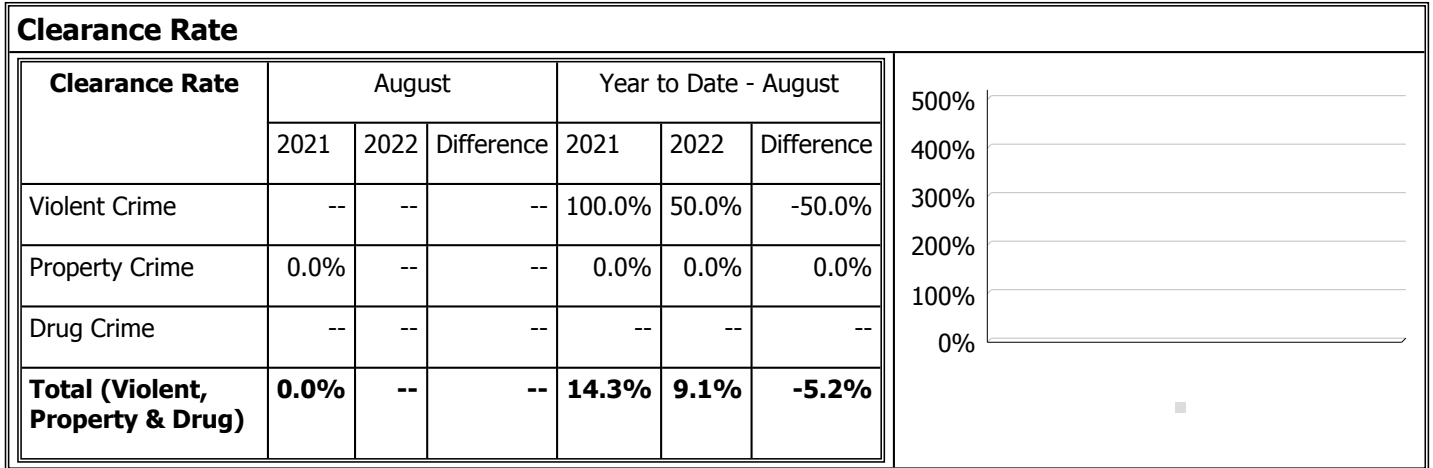 Clearance Rate
Clearance Rate August Year to Date - August
2021 2022 Difference 2021 2022 Difference
Violent Crime -- -- -- 100.0% 50.0% -50.0%
Property Crime 0.0% -- -- 0.0% 0.0% 0.0%
Drug Crime -- -- -- -- -- --
Total (Violent, 0.0% -- -- 14.3% 9.1% -5.2%
Property & Drug)
500%
400%
300%
200%
100%
0%